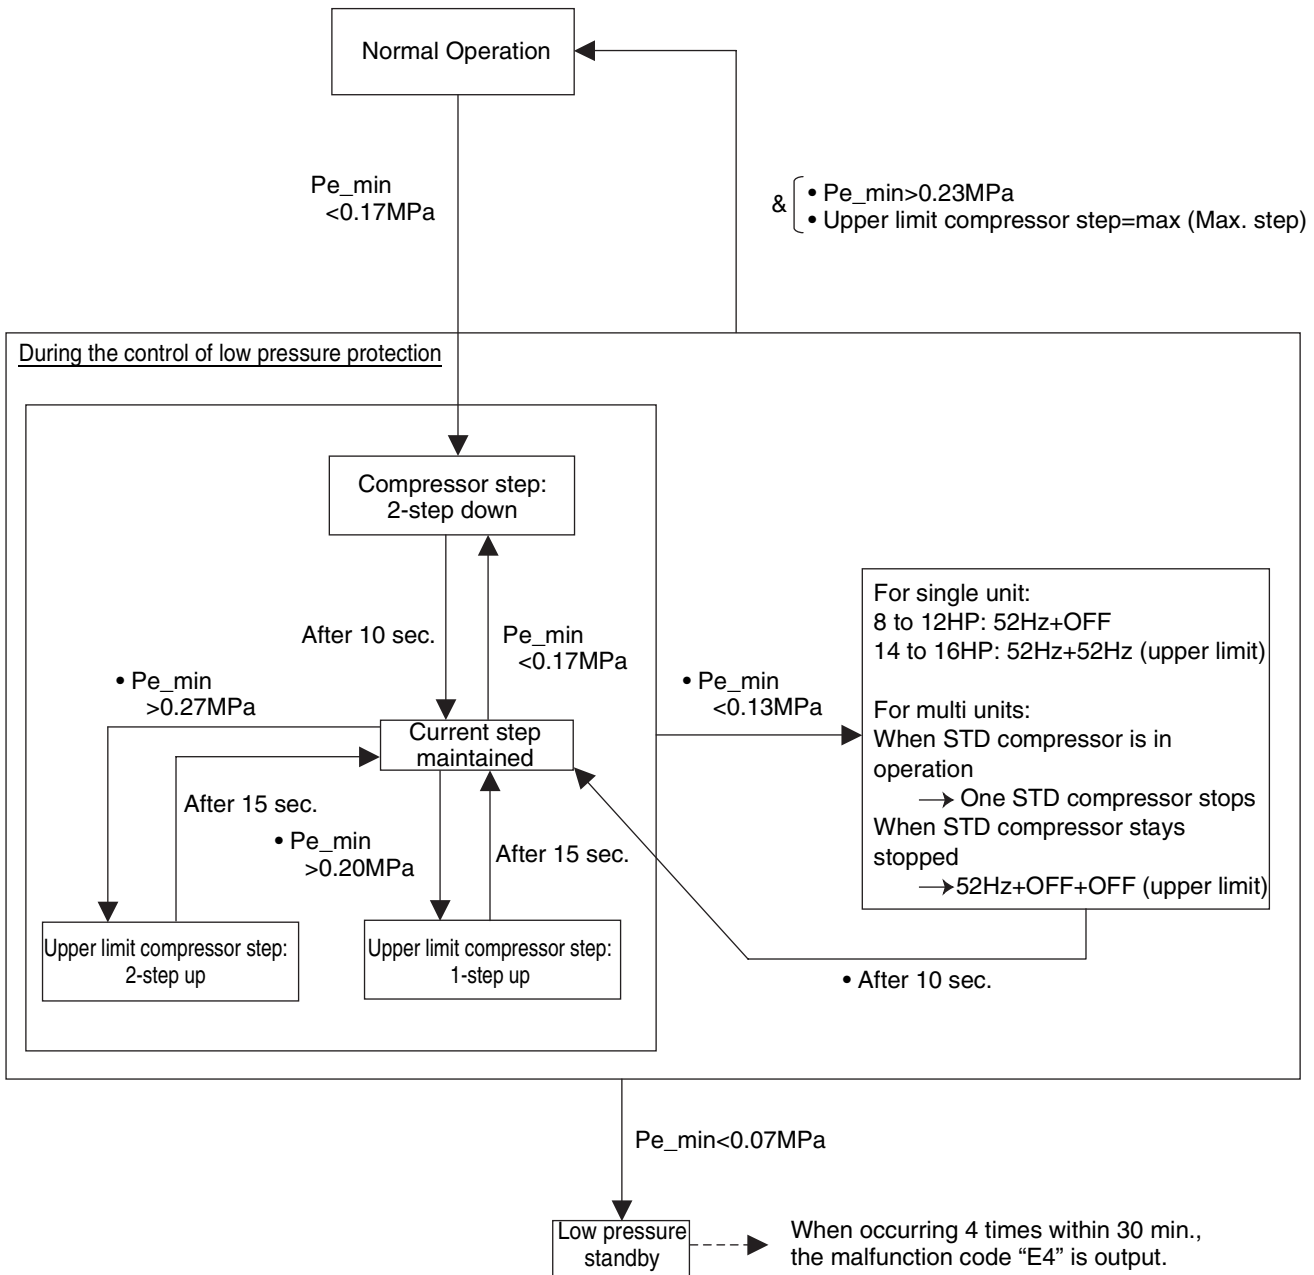 Normal Operation
Pe_min
<0.17MPa
& • Pe_min>0.23MPa
• Upper limit compressor step=max (Max. step)
During the control of low pressure protection
Compressor step:
2-step down
After 10 sec.
Pe_min
<0.17MPa
• Pe_min
>0.27MPa
Current step
maintained
After 15 sec.
• Pe_min
>0.20MPa
After 15 sec.
Upper limit compressor step:
2-step up
Upper limit compressor step:
1-step up
• Pe_min
<0.13MPa
For single unit:
8 to 12HP: 52Hz+OFF
14 to 16HP: 52Hz+52Hz (upper limit)
For multi units:
When STD compressor is in
operation
→ One STD compressor stops
When STD compressor stays
stopped
→ 52Hz+OFF+OFF (upper limit)
• After 10 sec.
Pe_min<0.07MPa
Low pressure
standby
When occurring 4 times within 30 min.,
the malfunction code “E4” is output.